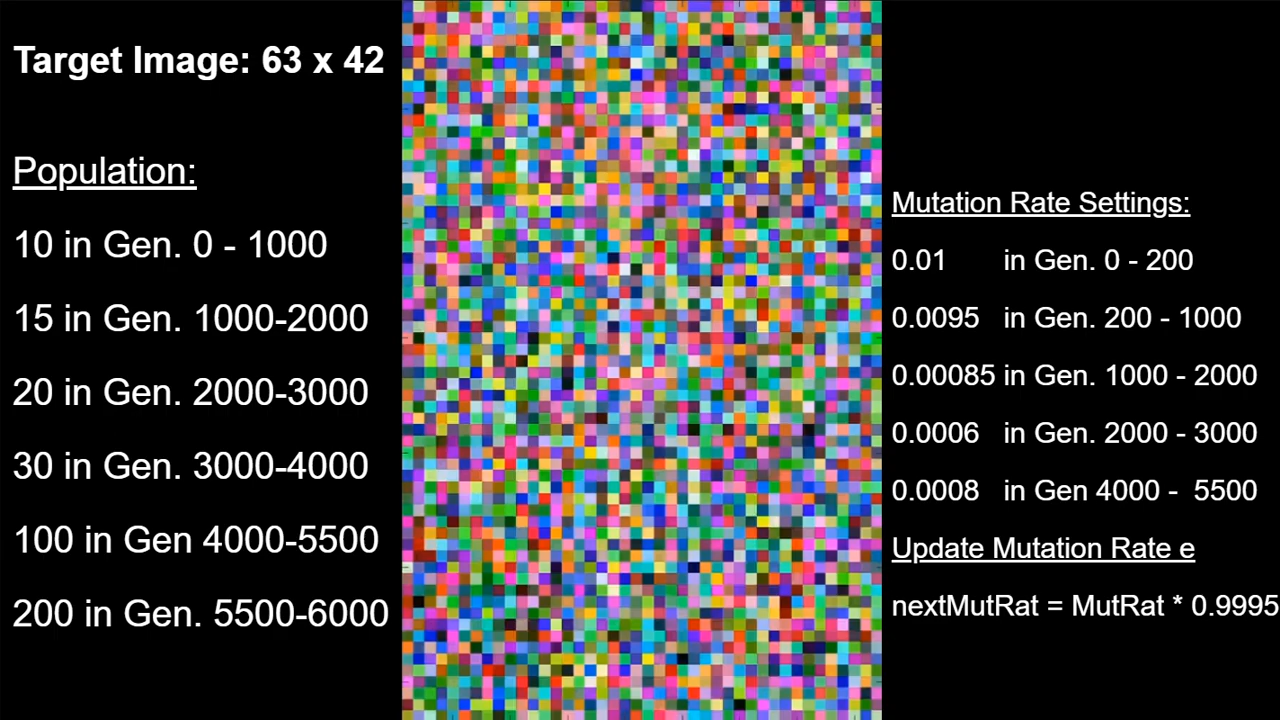 Target Image: 63 x 42
Population:
10 in Gen. 0 - 1000
15 in Gen. 1000-2000
20 in Gen. 2000-3000
30 in Gen. 3000-4000
100 in Gen 4000-5500
200 in Gen. 5500-6000
Mutation Rate Settings:
0.01 in Gen. 0 - 200
0.0095 in Gen. 200 - 1000
0.00085 in Gen. 1000 - 2000
0.0006 in Gen. 2000 - 3000
0.0008 in Gen 4000 - 5500
Update Mutation Rate e
nextMutRat = MutRat * 0.9995